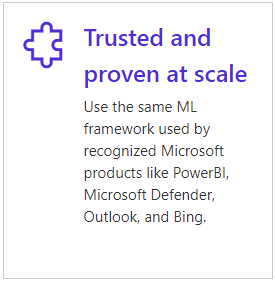 Trusted and
proven at scale
Use the same ML
framework used by
recognized Microsoft
products like PowerBI,
Microsoft Defender,
Outlook, and Bing.